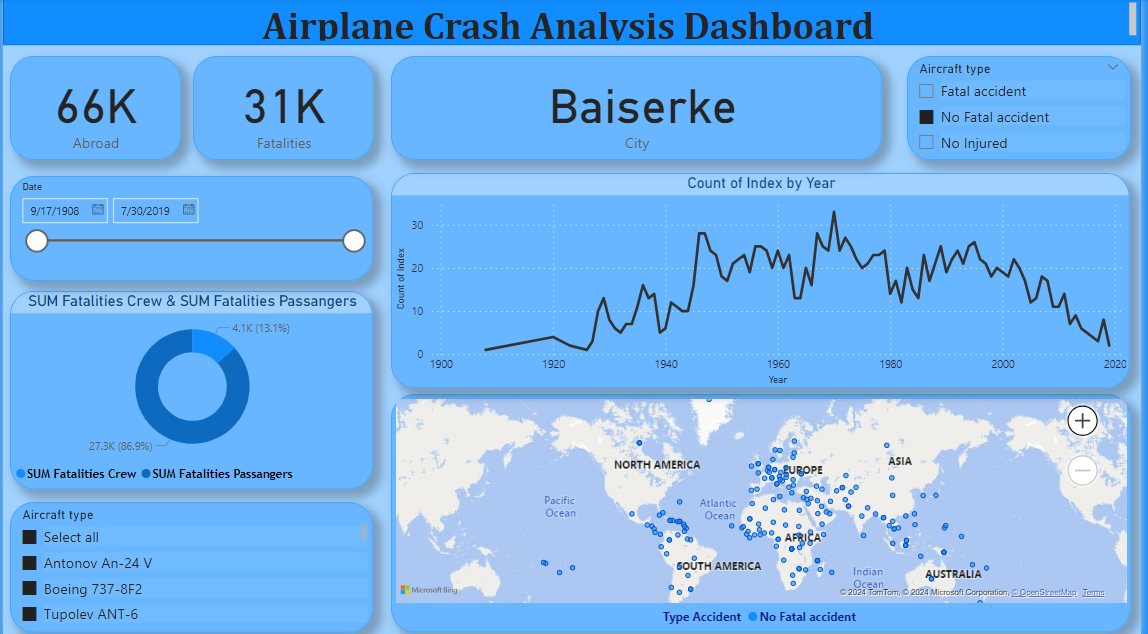 Airplane Crash Analysis Dashboard
66K
Abroad
31K
Fatalities
Baiserke
City
Aircraft type
Fatal accident
No Fatal accident
No Injured
Date
9/17/1908
7/30/2019
SUM Fatalities Crew & SUM Fatalities Passangers
4.1K (13.1%)
27.3K (86.9%)
SUM Fatalities Crew SUM Fatalities Passangers
Aircraft type
Select all
Antonov An-24 V
Boeing 737-8F2
Tupolev ANT-6
Count of Index by Year
Count of Index
30
20
10
0
1900 1920 1940 1960 1980 2000 2020
Year
NORTH AMERICA
EUROPE
ASIA
Pacific
Ocean
Atlantic
Ocean
AFRICA
SOUTH AMERICA
Indian
Ocean
AUSTRALIA
Microsoft Bing
© 2024 TomTom, © 2024 Microsoft Corporation, © OpenStreetMap Terms
Type Accident No Fatal accident